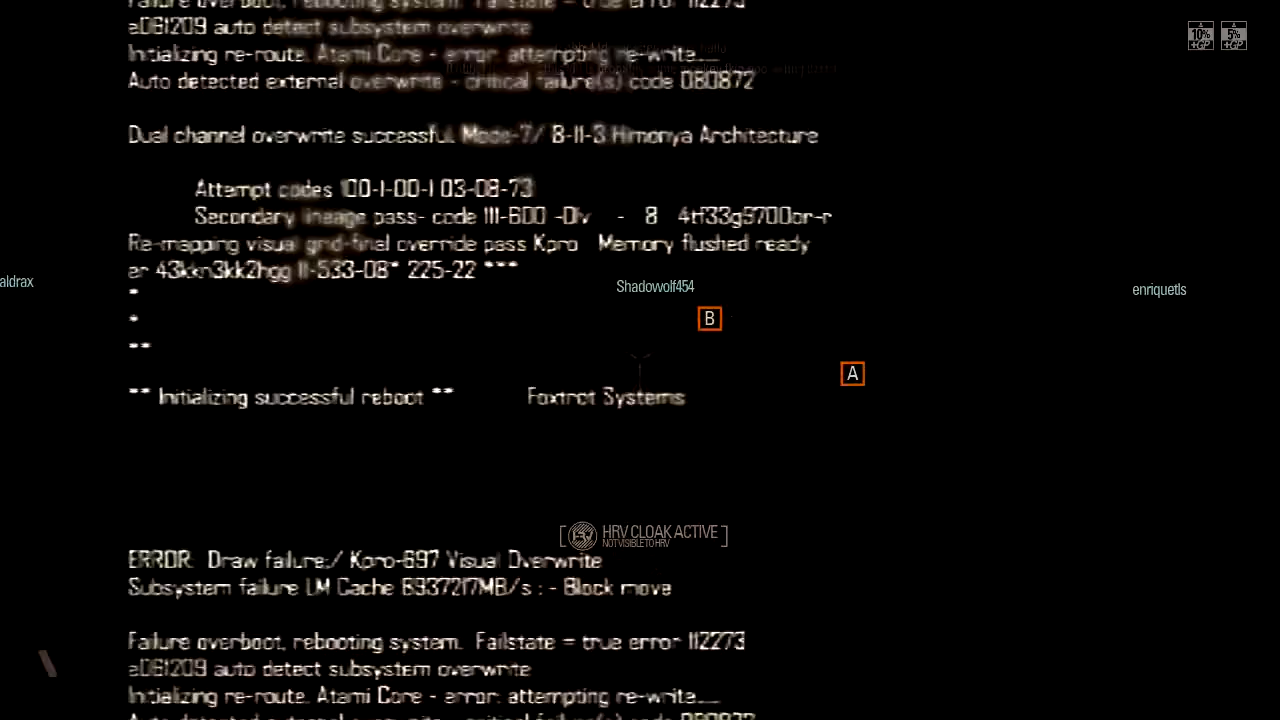 Failure overboot, rebooting system. Failstate = true error 112273
a061209 auto detect subsystem overwrite
Initializing re-route. Atami Core - error: attempting re-write....
Auto detected external overwrite - critical failure(s) code 080872
10% +GP 5% +GP
Dual channel overwrite successful. Mode-7/ 8-11-3 Himonya Architecture
Attempt codes 100-1-00-1 03-08-73
Secondary lineage pass- code 111-600
Re-mapping visual grid-final override pass Kpro Memory flushed ready
er 43kkn3kk2hgg 11-533-08* 225-22 ***
aldrax
Shadowolf454
enriquetls
*
B
*
**
A
** Initializing successful reboot ** Foxtrot Systems
HRV CLOAK ACTIVE
NOT VISIBLE TO HRV
ERROR: Draw failure:/ Kpro-697 Visual Overwrite
Subsystem failure LM Cache 8937217MB/s : - Block move
Failure overboot, rebooting system. Failstate = true error 112273
a061209 auto detect subsystem overwrite
Initializing re-route. Atami Core - error: attempting re-write....